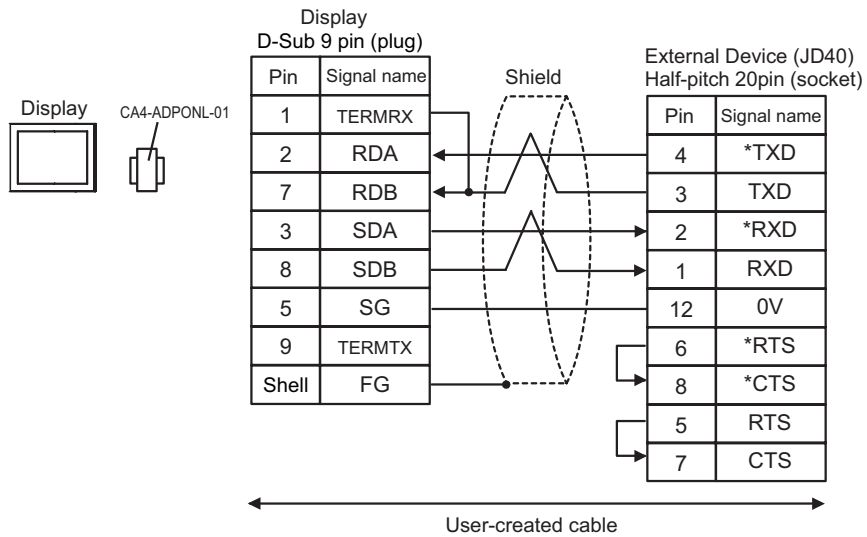 Display
D-Sub 9 pin (plug)
External Device (JD40)
Half-pitch 20pin (socket)
Display
CA4-ADPONL-01
Shield
Pin Signal name
1 TERMRX
2 RDA
7 RDB
3 SDA
8 SDB
5 SG
9 TERMTX
Shell FG
Pin Signal name
4 *TXD
3 TXD
2 *RXD
1 RXD
12 0V
6 *RTS
8 *CTS
5 RTS
7 CTS
User-created cable